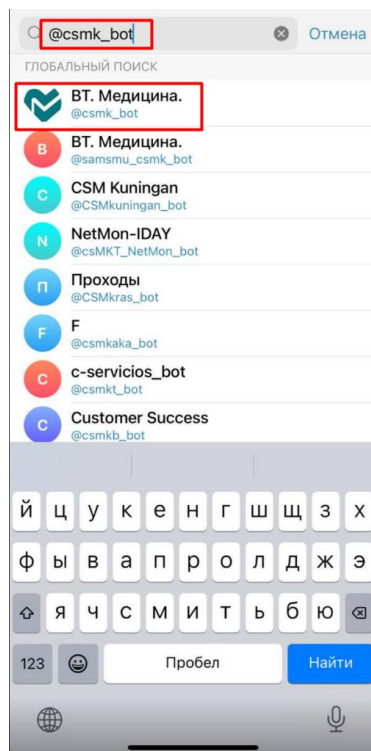 @csmk_bot
Отмена
ГЛОБАЛЬНЫЙ ПОИСК
ВТ. Медицина.
@csmk_bot
В
ВТ. Медицина.
@samsmu_csmk_bot
C
CSM Kuningan
@CSMkuningan_bot
N
NetMon-IDAY
@csMKT_NetMon_bot
П
Проходы
@CSMkras_bot
F
F
@csmkaka_bot
C
c-servicios_bot
@csmkt_bot
C
Customer Success
@csmkb_bot
й ц у к е н г ш щ з х
ф ы в а п р о л д ж э
я ч с м и т ь б ю
123 Пробел Найти